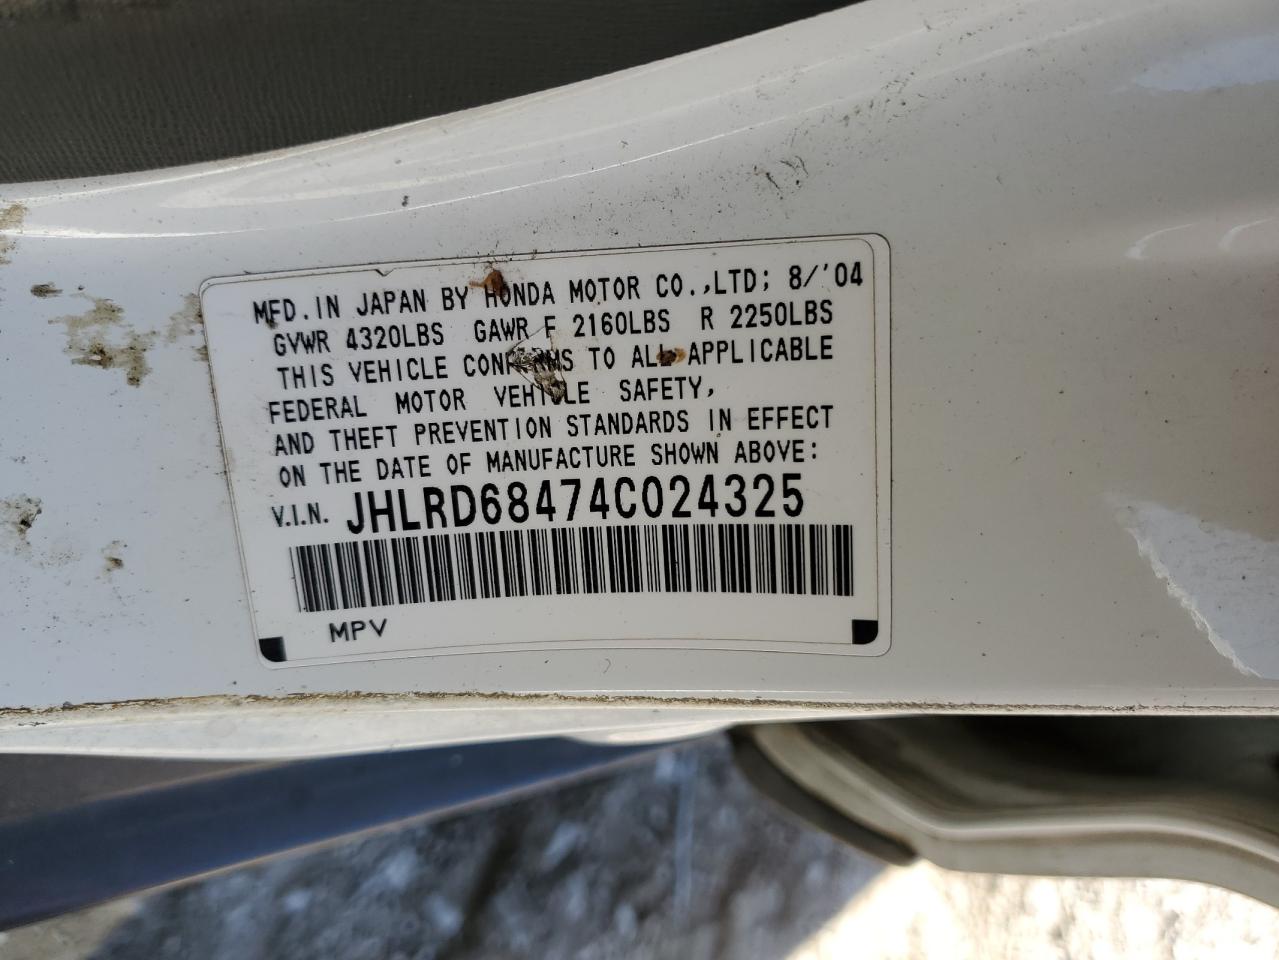 MFD. IN JAPAN BY HONDA MOTOR CO.,LTD; 8/'04
GVWR 4320LBS GAWR F 2160LBS R 2250LBS
THIS VEHICLE CONFORMS TO ALL APPLICABLE
FEDERAL MOTOR VEHICLE SAFETY,
AND THEFT PREVENTION STANDARDS IN EFFECT
ON THE DATE OF MANUFACTURE SHOWN ABOVE:
V.I.N. JHLRD68474C024325
MPV